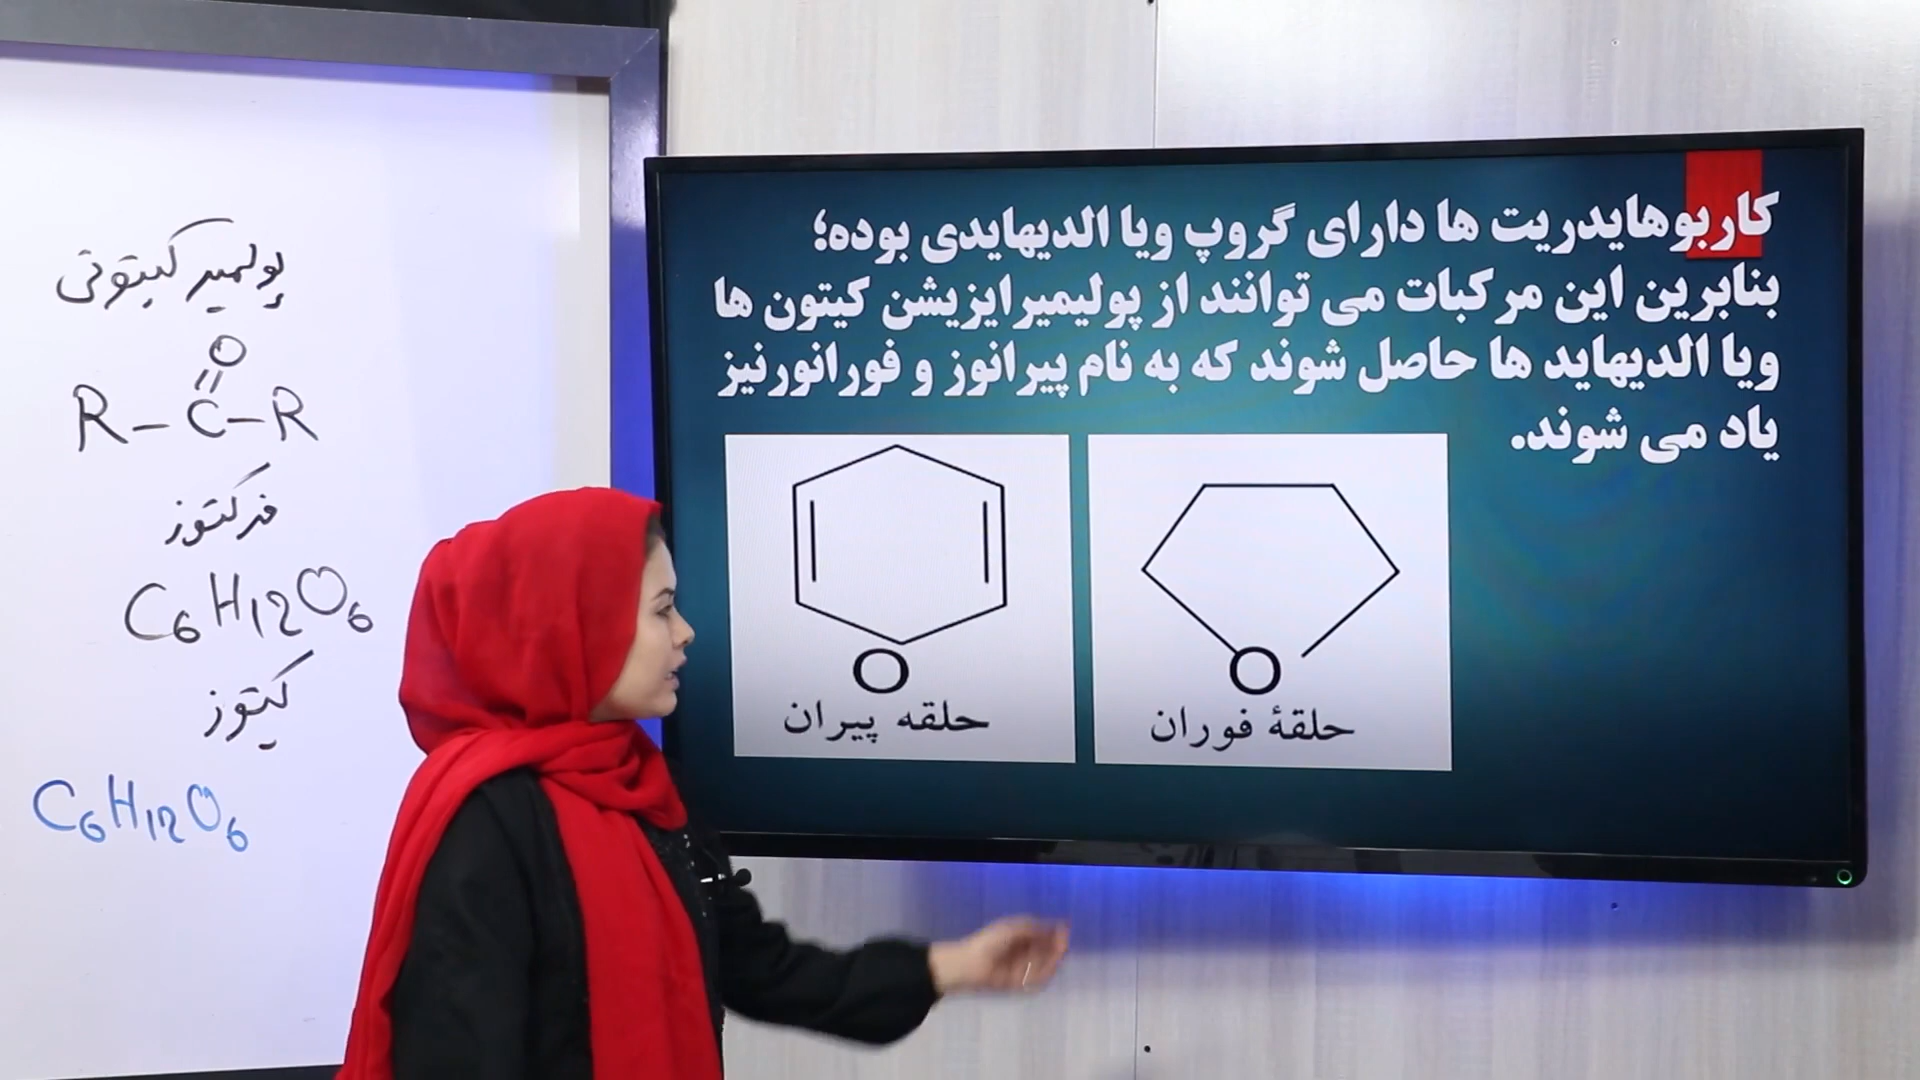 پولمیر کیتونی
O
R – C – R
فرکتوز
C6H12O6
کیتوز
C6H12O6
کاربوهایدریت ها دارای گروپ ویا الدیهایدی بوده؛
بنابرین این مرکبات می توانند از پولیمیرایزیشن کیتون ها
ویا الدیهاید ها حاصل شوند که به نام پیرانوز و فورانورنیز
یاد می شوند.
O
حلقه پیران
O
حلقهٔ فوران